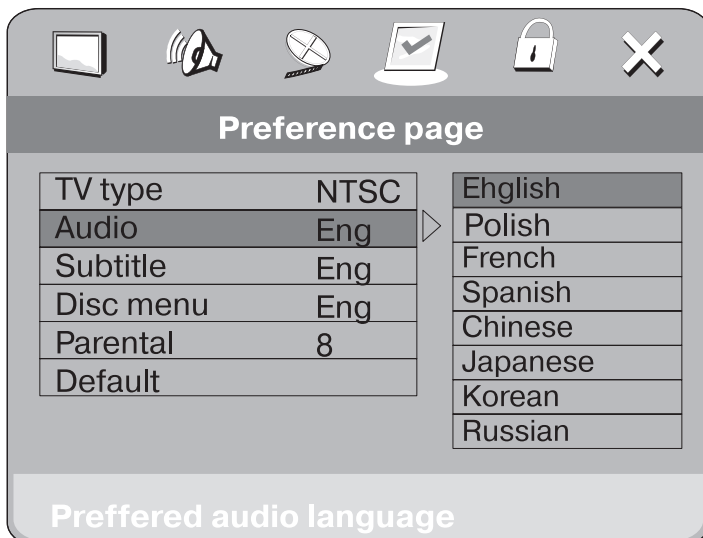 Preference page
TV type NTSC
Audio Eng
Subtitle Eng
Disc menu Eng
Parental 8
Default
Ehglish
Polish
French
Spanish
Chinese
Japanese
Korean
Russian
Preffered audio language